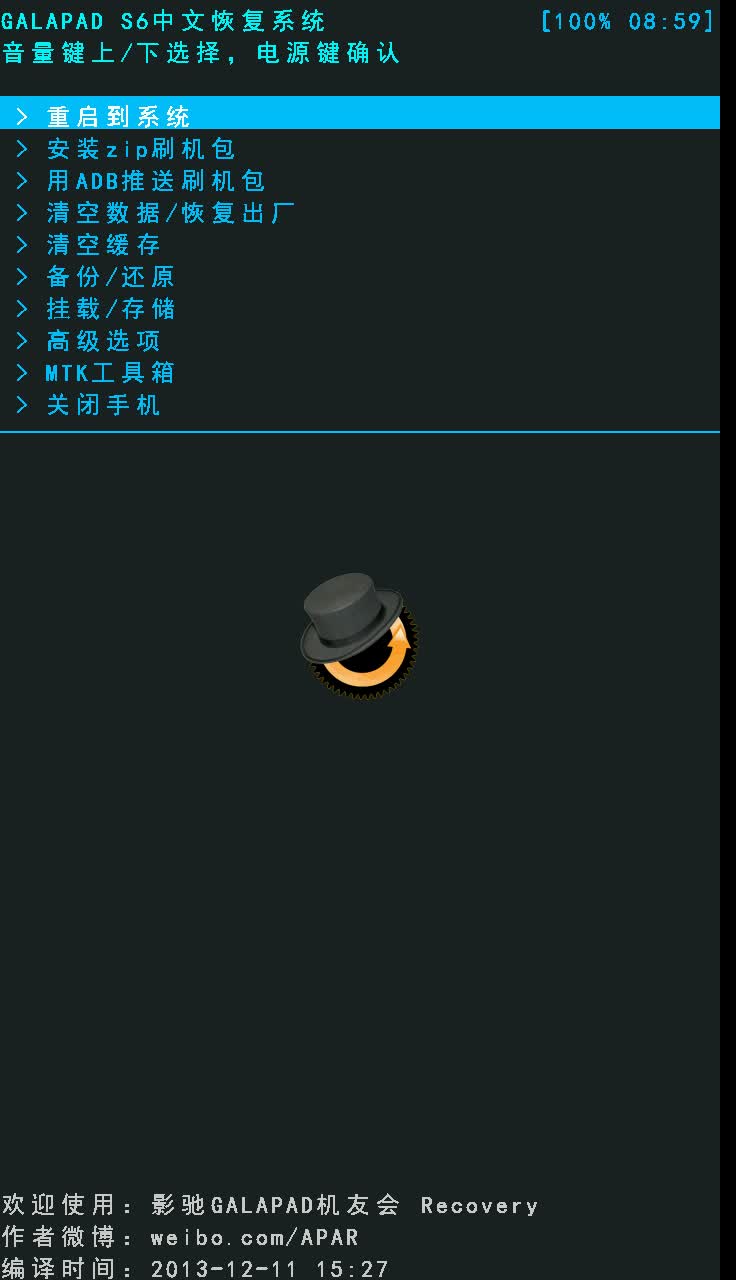 GALAPAD S6中文恢复系统 [100% 08:59]
音量键上/下选择，电源键确认
> 重启到系统
> 安装zip刷机包
> 用ADB推送刷机包
> 清空数据/恢复出厂
> 清空缓存
> 备份/还原
> 挂载/存储
> 高级选项
> MTK工具箱
> 关闭手机
欢迎使用：影驰GALAPAD机友会 Recovery
作者微博：weibo.com/APAR
编译时间：2013-12-11 15:27